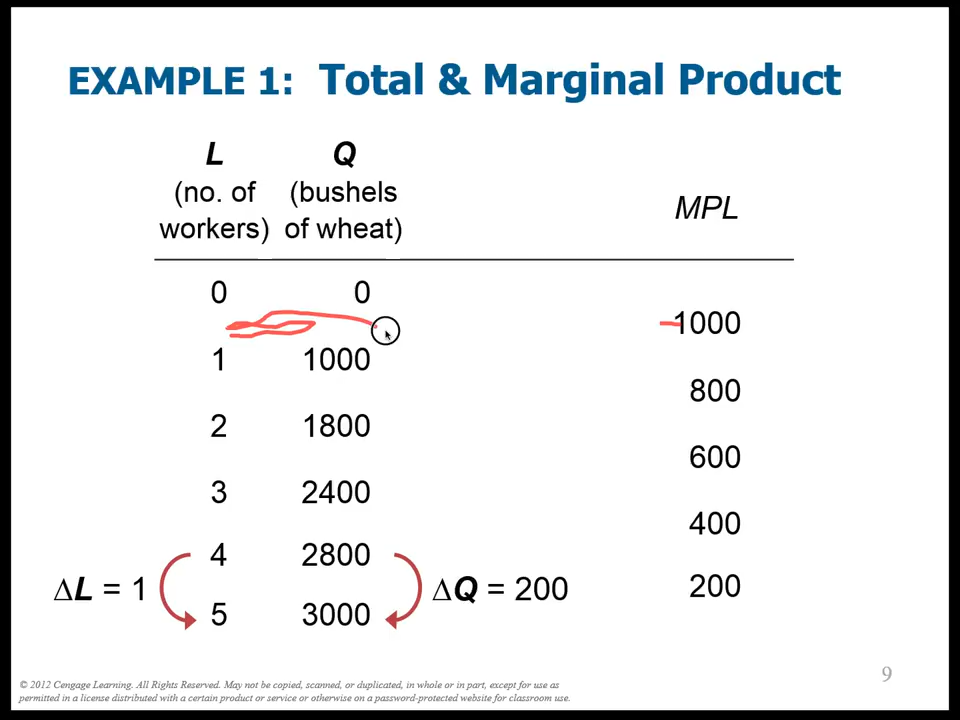 EXAMPLE 1: Total & Marginal Product
L Q
(no. of (bushels MPL
workers) of wheat)
0 0
1000
1 1000
800
2 1800
600
3 2400
400
4 2800
∆L = 1 ∆Q = 200 200
5 3000
9
© 2012 Cengage Learning. All Rights Reserved. May not be copied, scanned, or duplicated, in whole or in part, except for use as
permitted in a license distributed with a certain product or service or otherwise on a password-protected website for classroom use.